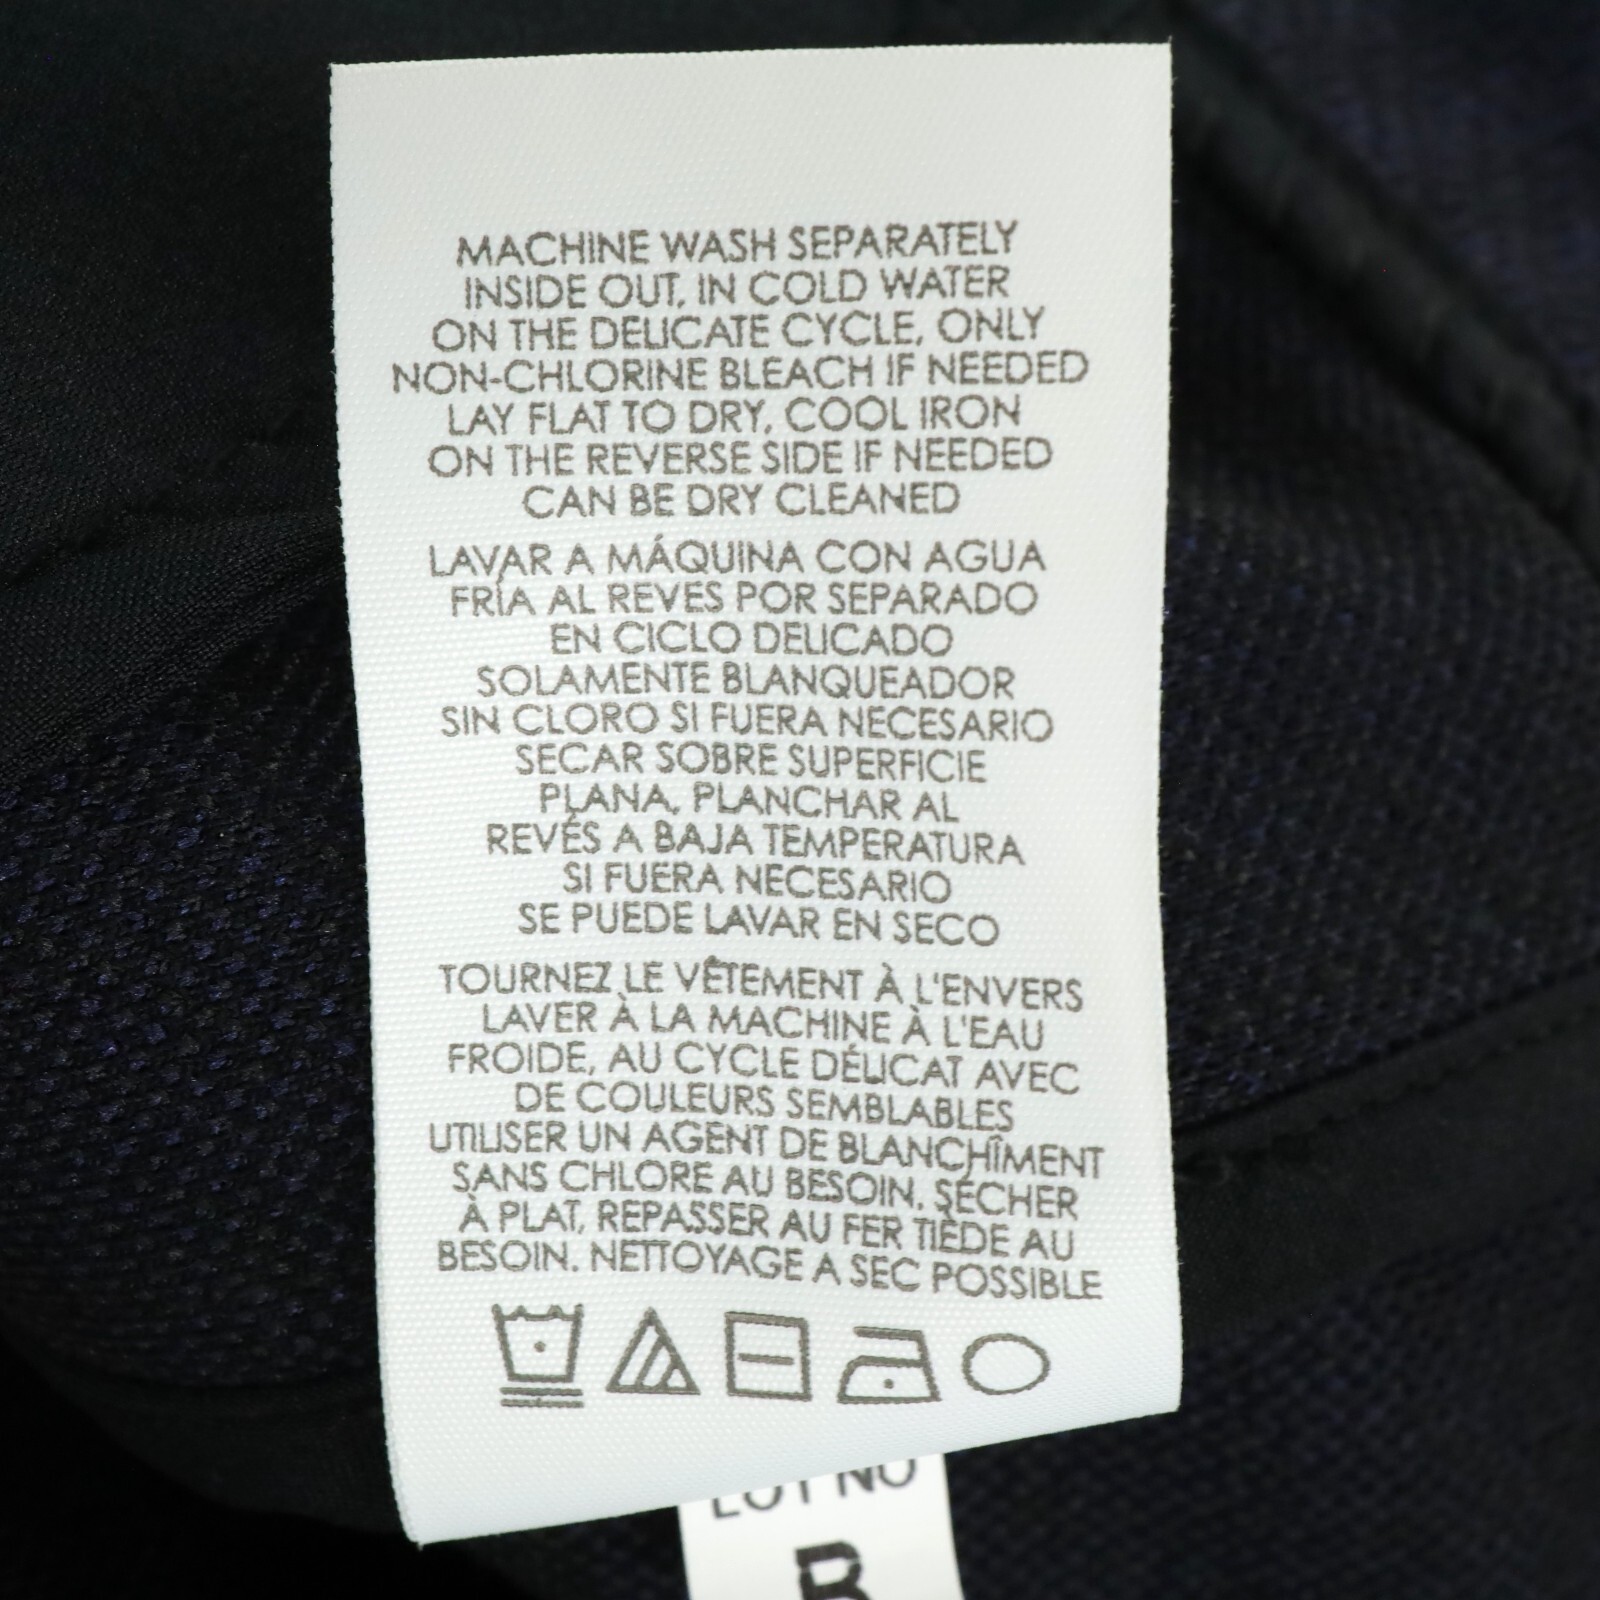 MACHINE WASH SEPARATELY
INSIDE OUT, IN COLD WATER
ON THE DELICATE CYCLE, ONLY
NON-CHLORINE BLEACH IF NEEDED
LAY FLAT TO DRY, COOL IRON
ON THE REVERSE SIDE IF NEEDED
CAN BE DRY CLEANED
LAVAR A MÁQUINA CON AGUA
FRÍA AL REVES POR SEPARADO
EN CICLO DELICADO
SOLAMENTE BLANQUEADOR
SIN CLORO SI FUERA NECESARIO
SECAR SOBRE SUPERFICIE
PLANA, PLANCHAR AL
REVÉS A BAJA TEMPERATURA
SI FUERA NECESARIO
SE PUEDE LAVAR EN SECO
TOURNEZ LE VÊTEMENT À L'ENVERS
LAVER À LA MACHINE À L'EAU
FROIDE, AU CYCLE DÉLICAT AVEC
DE COULEURS SEMBLABLES
UTILISER UN AGENT DE BLANCHÎMENT
SANS CHLORE AU BESOIN, SÉCHER
À PLAT, REPASSER AU FER TIÈDE AU
BESOIN. NETTOYAGE A SEC POSSIBLE
LOT NO